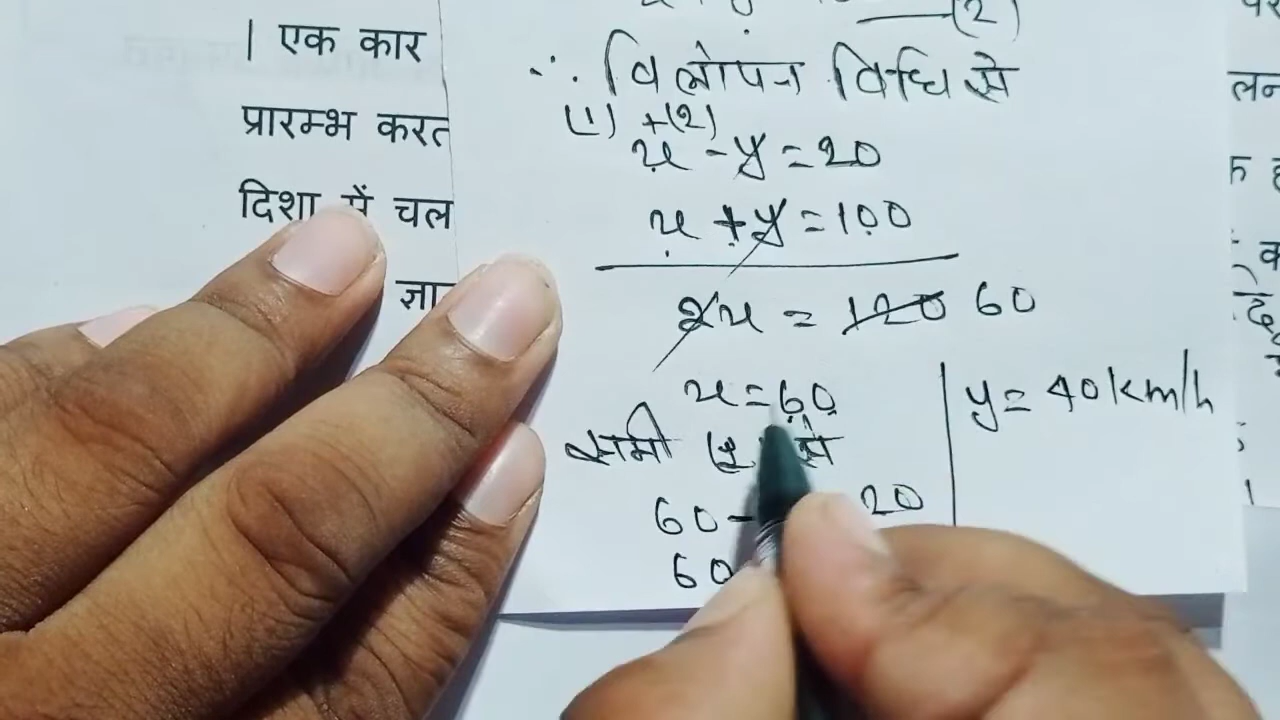 । एक कार
प्रारम्भ करत
दिशा में चल
ज्ञा
(2)
∴ विलोपन विधि से
(1) +(2)
x - y = 20
x + y = 100
2x = 120 60
x = 60
समी से
60 - 20
60
y = 40 km/h